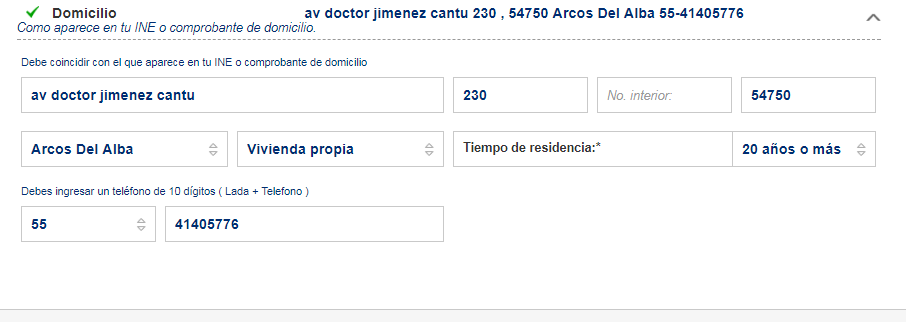 Domicilio av doctor jimenez cantu 230 , 54750 Arcos Del Alba 55-41405776
Como aparece en tu INE o comprobante de domicilio.
Debe coincidir con el que aparece en tu INE o comprobante de domicilio
av doctor jimenez cantu 230 No. interior: 54750
Arcos Del Alba Vivienda propia Tiempo de residencia:* 20 años o más
Debes ingresar un teléfono de 10 dígitos ( Lada + Telefono )
55 41405776